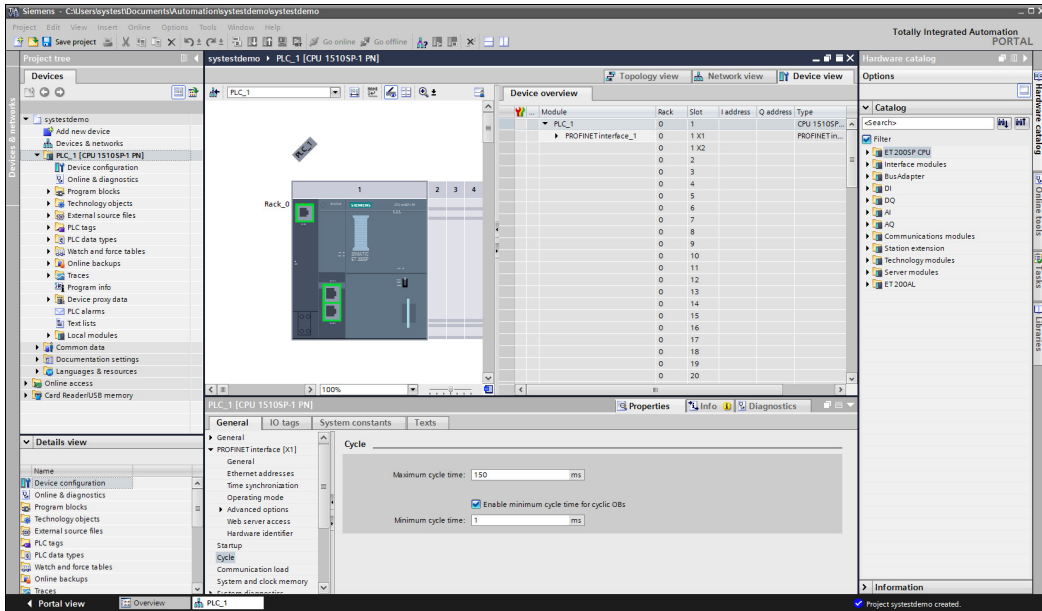 Siemens - C:\Users\systest\Documents\Automation\systestdemo\systestdemo
Project Edit View Insert Online Options Tools Window Help
Totally Integrated Automation
PORTAL
Save project
Go online
Go offline
Project tree
systestdemo ▸ PLC_1 [CPU 1510SP-1 PN]
Hardware catalog
Devices
Topology view
Network view
Device view
Options
PLC_1
Device overview
Module Rack Slot I address Q address Type
PLC_1 0 1 CPU 1510SP...
PROFINET interface_1 0 1 X1 PROFINET in...
0 1 X2
0 2
0 3
0 4
0 5
0 6
0 7
0 8
0 9
0 10
0 11
0 12
0 13
0 14
0 15
0 16
0 17
0 18
0 19
0 20
systestdemo
Add new device
Devices & networks
PLC_1 [CPU 1510SP-1 PN]
Device configuration
Online & diagnostics
Program blocks
Technology objects
External source files
PLC tags
PLC data types
Watch and force tables
Online backups
Traces
Program info
Device proxy data
PLC alarms
Text lists
Local modules
Common data
Documentation settings
Languages & resources
Online access
Card Reader/USB memory
Devices & networks
PLC_1
1 2 3 4
Rack_0
SIEMENS
SIMATIC
ET 200SP
100%
Catalog
<Search>
Filter
ET 200SP CPU
Interface modules
BusAdapter
DI
DQ
AI
AQ
Communications modules
Station extension
Technology modules
Server modules
ET 200AL
Information
Hardware catalog
Online tools
Tasks
Libraries
PLC_1 [CPU 1510SP-1 PN]
Properties
Info
Diagnostics
General
IO tags
System constants
Texts
General
PROFINET interface [X1]
General
Ethernet addresses
Time synchronization
Operating mode
Advanced options
Web server access
Hardware identifier
Startup
Cycle
Communication load
System and clock memory
System diagnostics
Cycle
Maximum cycle time: 150 ms
Enable minimum cycle time for cyclic OBs
Minimum cycle time: 1 ms
Details view
Name
Device configuration
Online & diagnostics
Program blocks
Technology objects
External source files
PLC tags
PLC data types
Watch and force tables
Online backups
Traces
Portal view
Overview
PLC_1
Project systestdemo created.